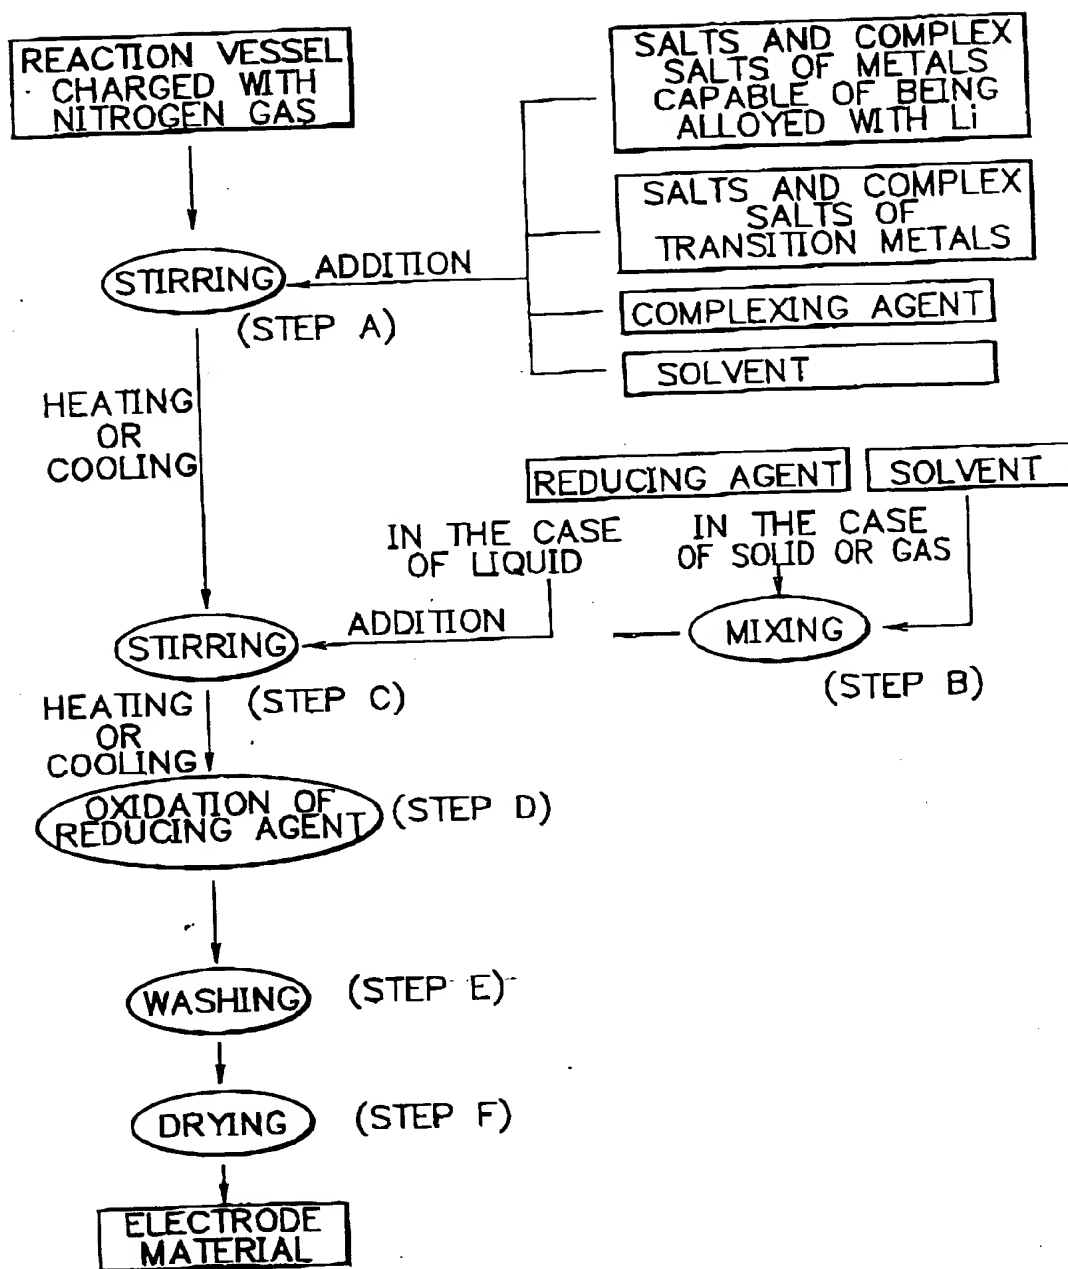 REACTION VESSEL
CHARGED WITH
NITROGEN GAS
SALTS AND COMPLEX
SALTS OF METALS
CAPABLE OF BEING
ALLOYED WITH Li
SALTS AND COMPLEX
SALTS OF
TRANSITION METALS
COMPLEXING AGENT
SOLVENT
STIRRING
ADDITION
(STEP A)
HEATING
OR
COOLING
REDUCING AGENT
SOLVENT
IN THE CASE
OF LIQUID
IN THE CASE
OF SOLID OR GAS
MIXING
(STEP B)
STIRRING
ADDITION
(STEP C)
HEATING
OR
COOLING
OXIDATION OF
REDUCING AGENT
(STEP D)
WASHING
(STEP E)
DRYING
(STEP F)
ELECTRODE
MATERIAL